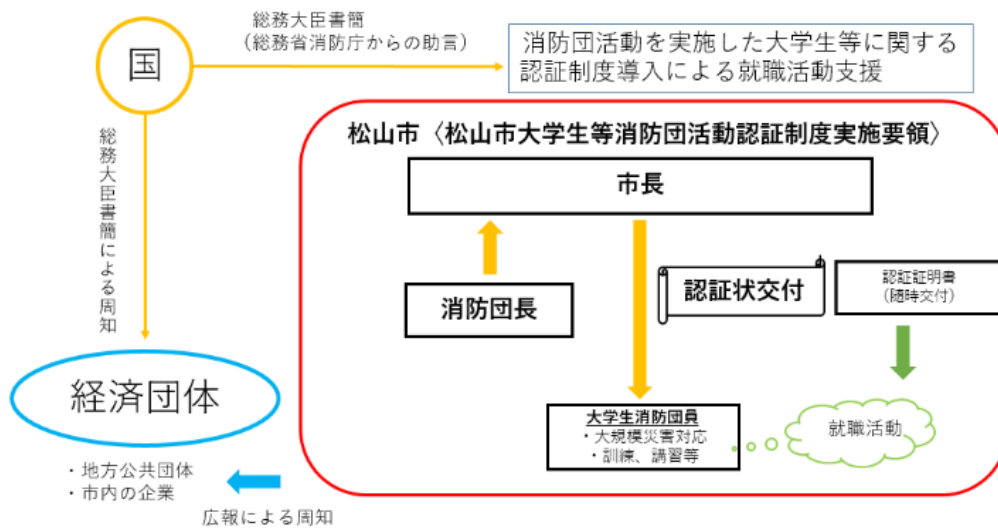 総務大臣書簡
（総務省消防庁からの助言）
国
消防団活動を実施した大学生等に関する
認証制度導入による就職活動支援
総務大臣書簡による周知
松山市〈松山市大学生等消防団活動認証制度実施要領〉
市長
消防団長
認証状交付
認証証明書
（随時交付）
経済団体
大学生消防団員
・大規模災害対応
・訓練、講習等
就職活動
・地方公共団体
・市内の企業
広報による周知